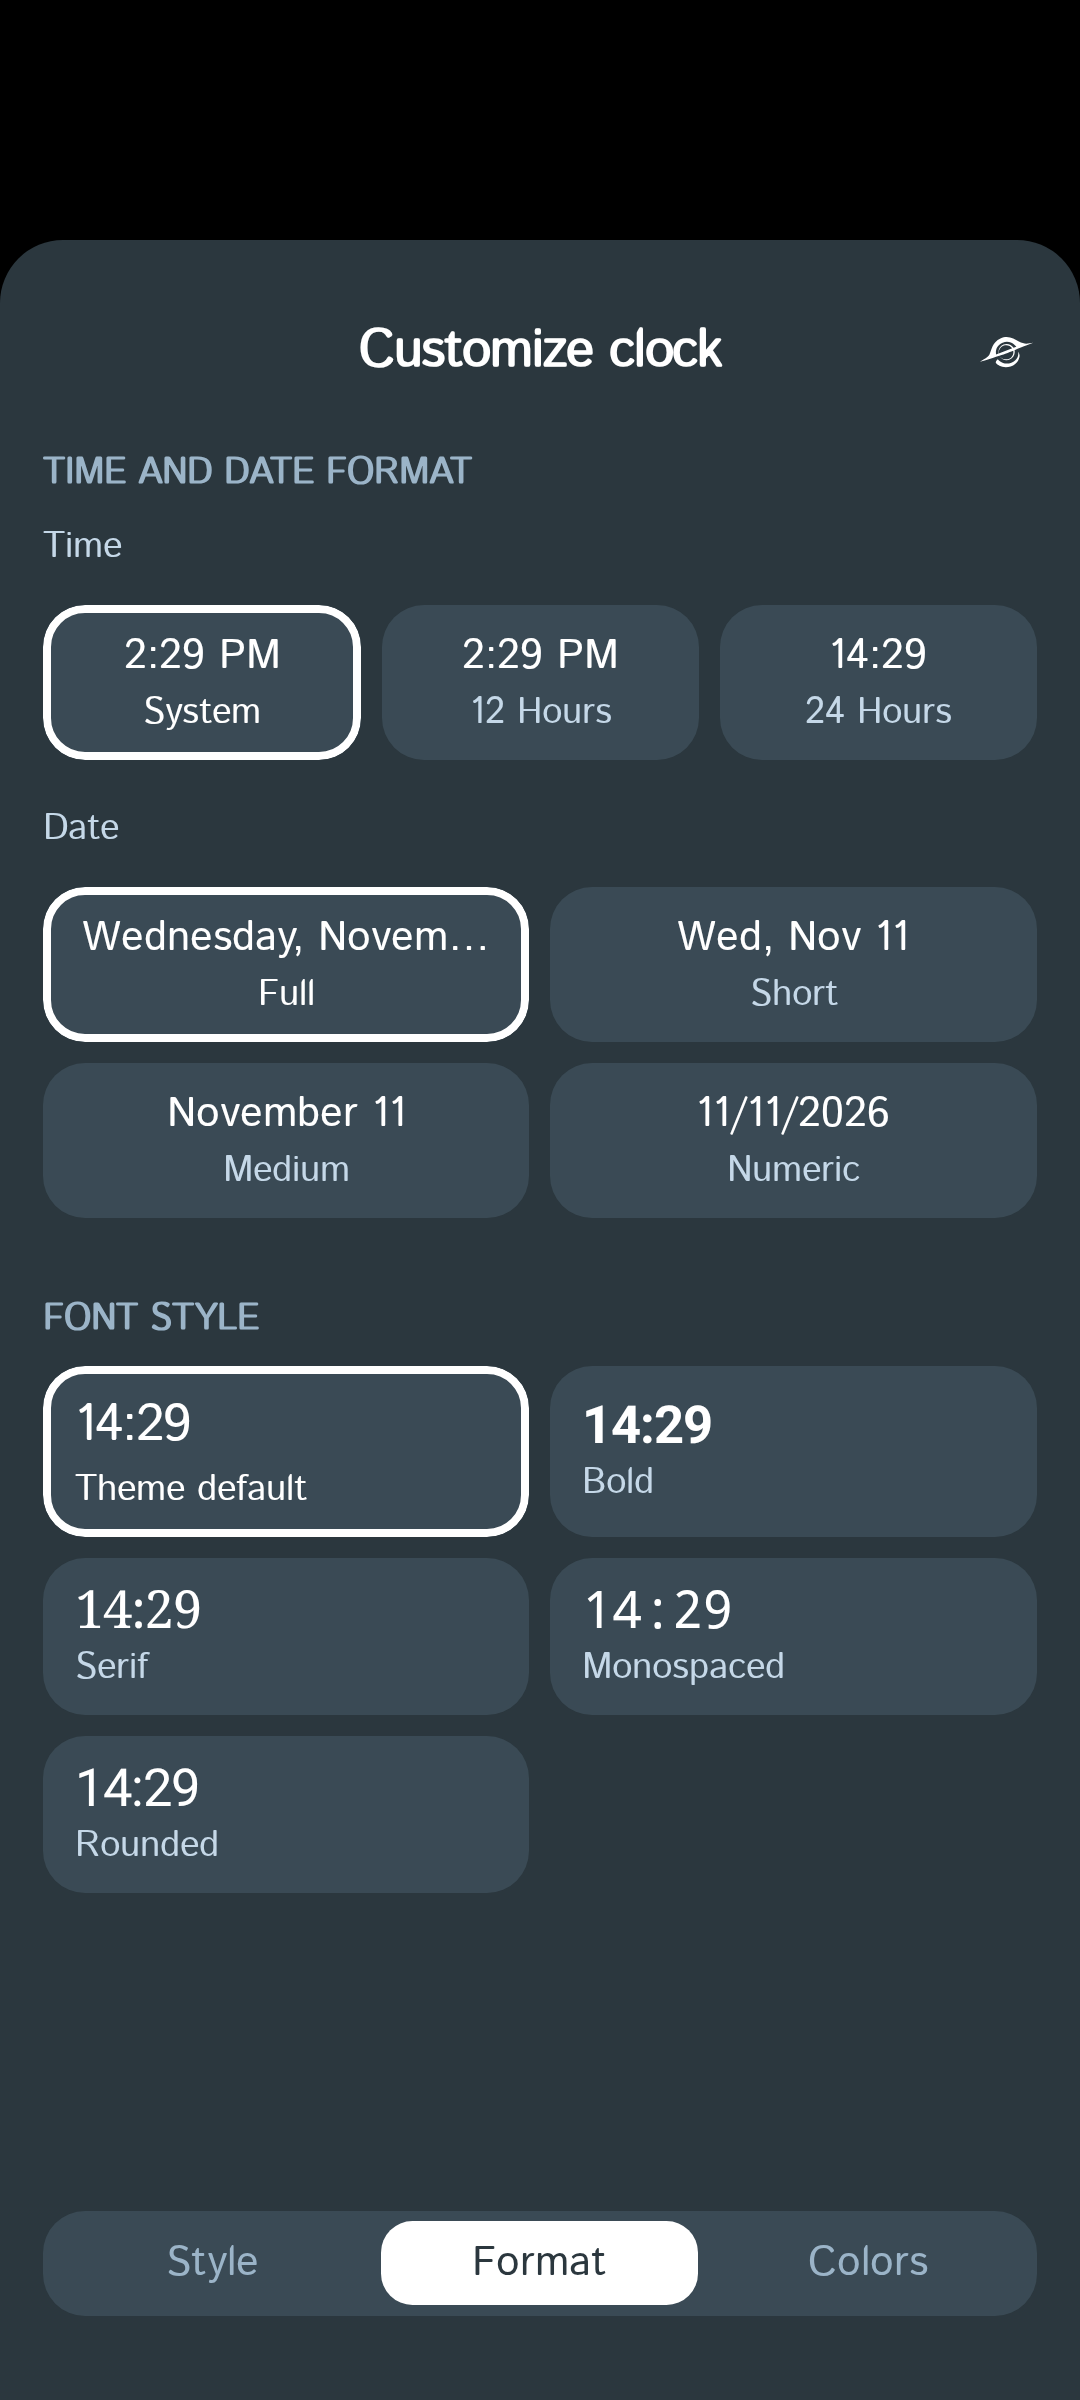 Customize clock
TIME AND DATE FORMAT
Time
2:29 PM
System
2:29 PM
12 Hours
14:29
24 Hours
Date
Wednesday, Novem...
Full
Wed, Nov 11
Short
November 11
Medium
11/11/2026
Numeric
FONT STYLE
14:29
Theme default
14:29
Bold
14:29
Serif
14:29
Monospaced
14:29
Rounded
Style
Format
Colors